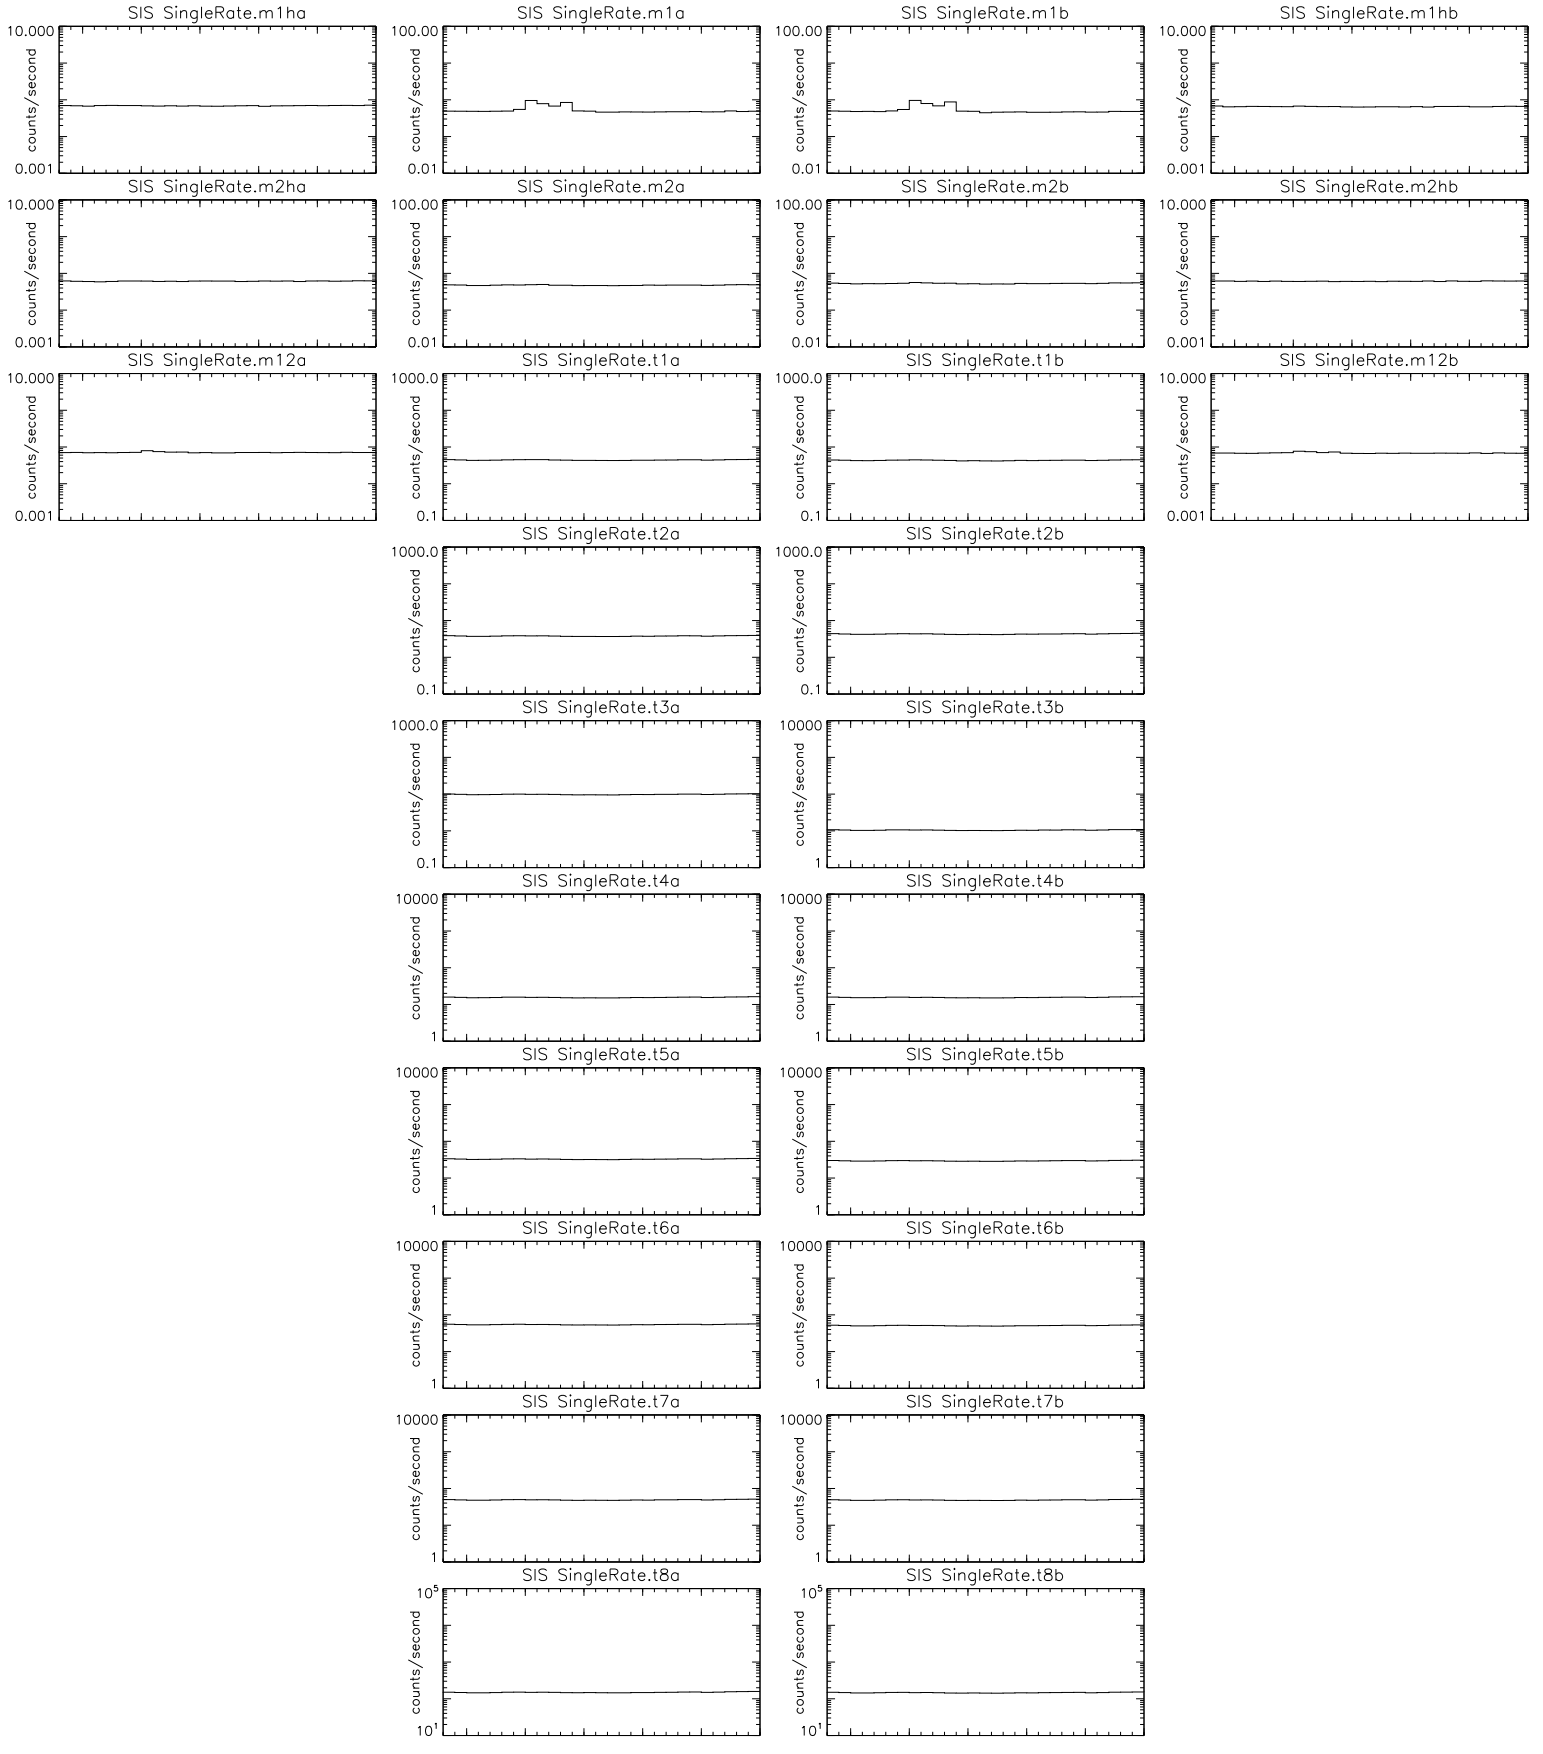 SIS SingleRate.m1ha
10.000
counts/second
0.001
SIS SingleRate.m1a
100.00
counts/second
0.01
SIS SingleRate.m1b
100.00
counts/second
0.01
SIS SingleRate.m1hb
10.000
counts/second
0.001
SIS SingleRate.m2ha
10.000
counts/second
0.001
SIS SingleRate.m2a
100.00
counts/second
0.01
SIS SingleRate.m2b
100.00
counts/second
0.01
SIS SingleRate.m2hb
10.000
counts/second
0.001
SIS SingleRate.m12a
10.000
counts/second
0.001
SIS SingleRate.t1a
1000.0
counts/second
0.1
SIS SingleRate.t1b
1000.0
counts/second
0.1
SIS SingleRate.m12b
10.000
counts/second
0.001
SIS SingleRate.t2a
1000.0
counts/second
0.1
SIS SingleRate.t2b
1000.0
counts/second
0.1
SIS SingleRate.t3a
1000.0
counts/second
0.1
SIS SingleRate.t3b
10000
counts/second
1
SIS SingleRate.t4a
10000
counts/second
1
SIS SingleRate.t4b
10000
counts/second
1
SIS SingleRate.t5a
10000
counts/second
1
SIS SingleRate.t5b
10000
counts/second
1
SIS SingleRate.t6a
10000
counts/second
1
SIS SingleRate.t6b
10000
counts/second
1
SIS SingleRate.t7a
10000
counts/second
1
SIS SingleRate.t7b
10000
counts/second
1
SIS SingleRate.t8a
10⁵
counts/second
10¹
SIS SingleRate.t8b
10⁵
counts/second
10¹